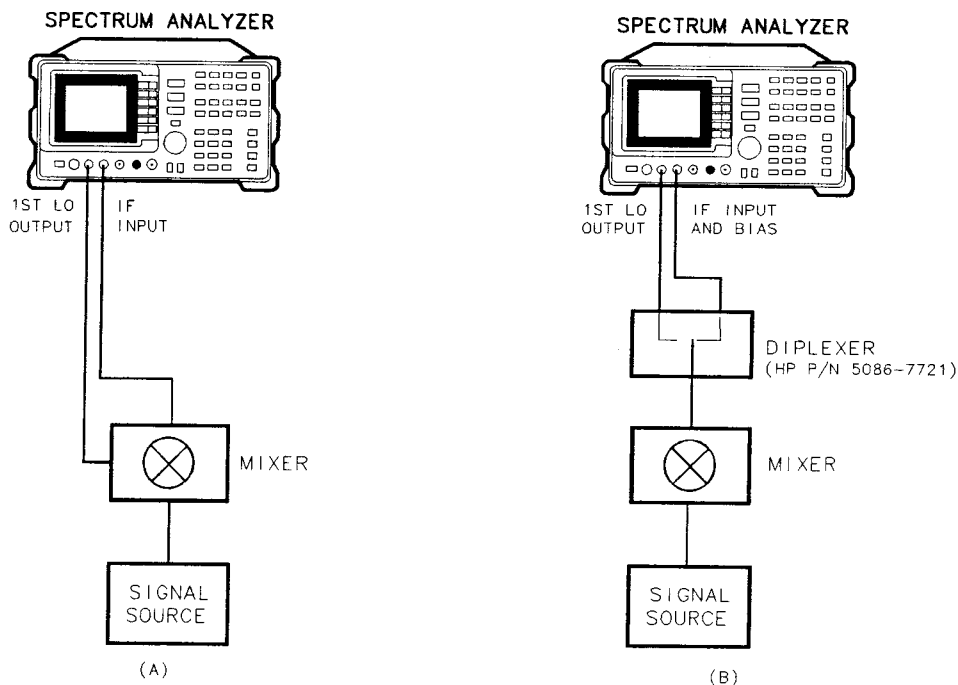 SPECTRUM ANALYZER
1ST LO
OUTPUT
IF
INPUT
MIXER
SIGNAL
SOURCE
(A)
SPECTRUM ANALYZER
1ST LO
OUTPUT
IF INPUT
AND BIAS
DIPLEXER
(HP P/N 5086-7721)
MIXER
SIGNAL
SOURCE
(B)